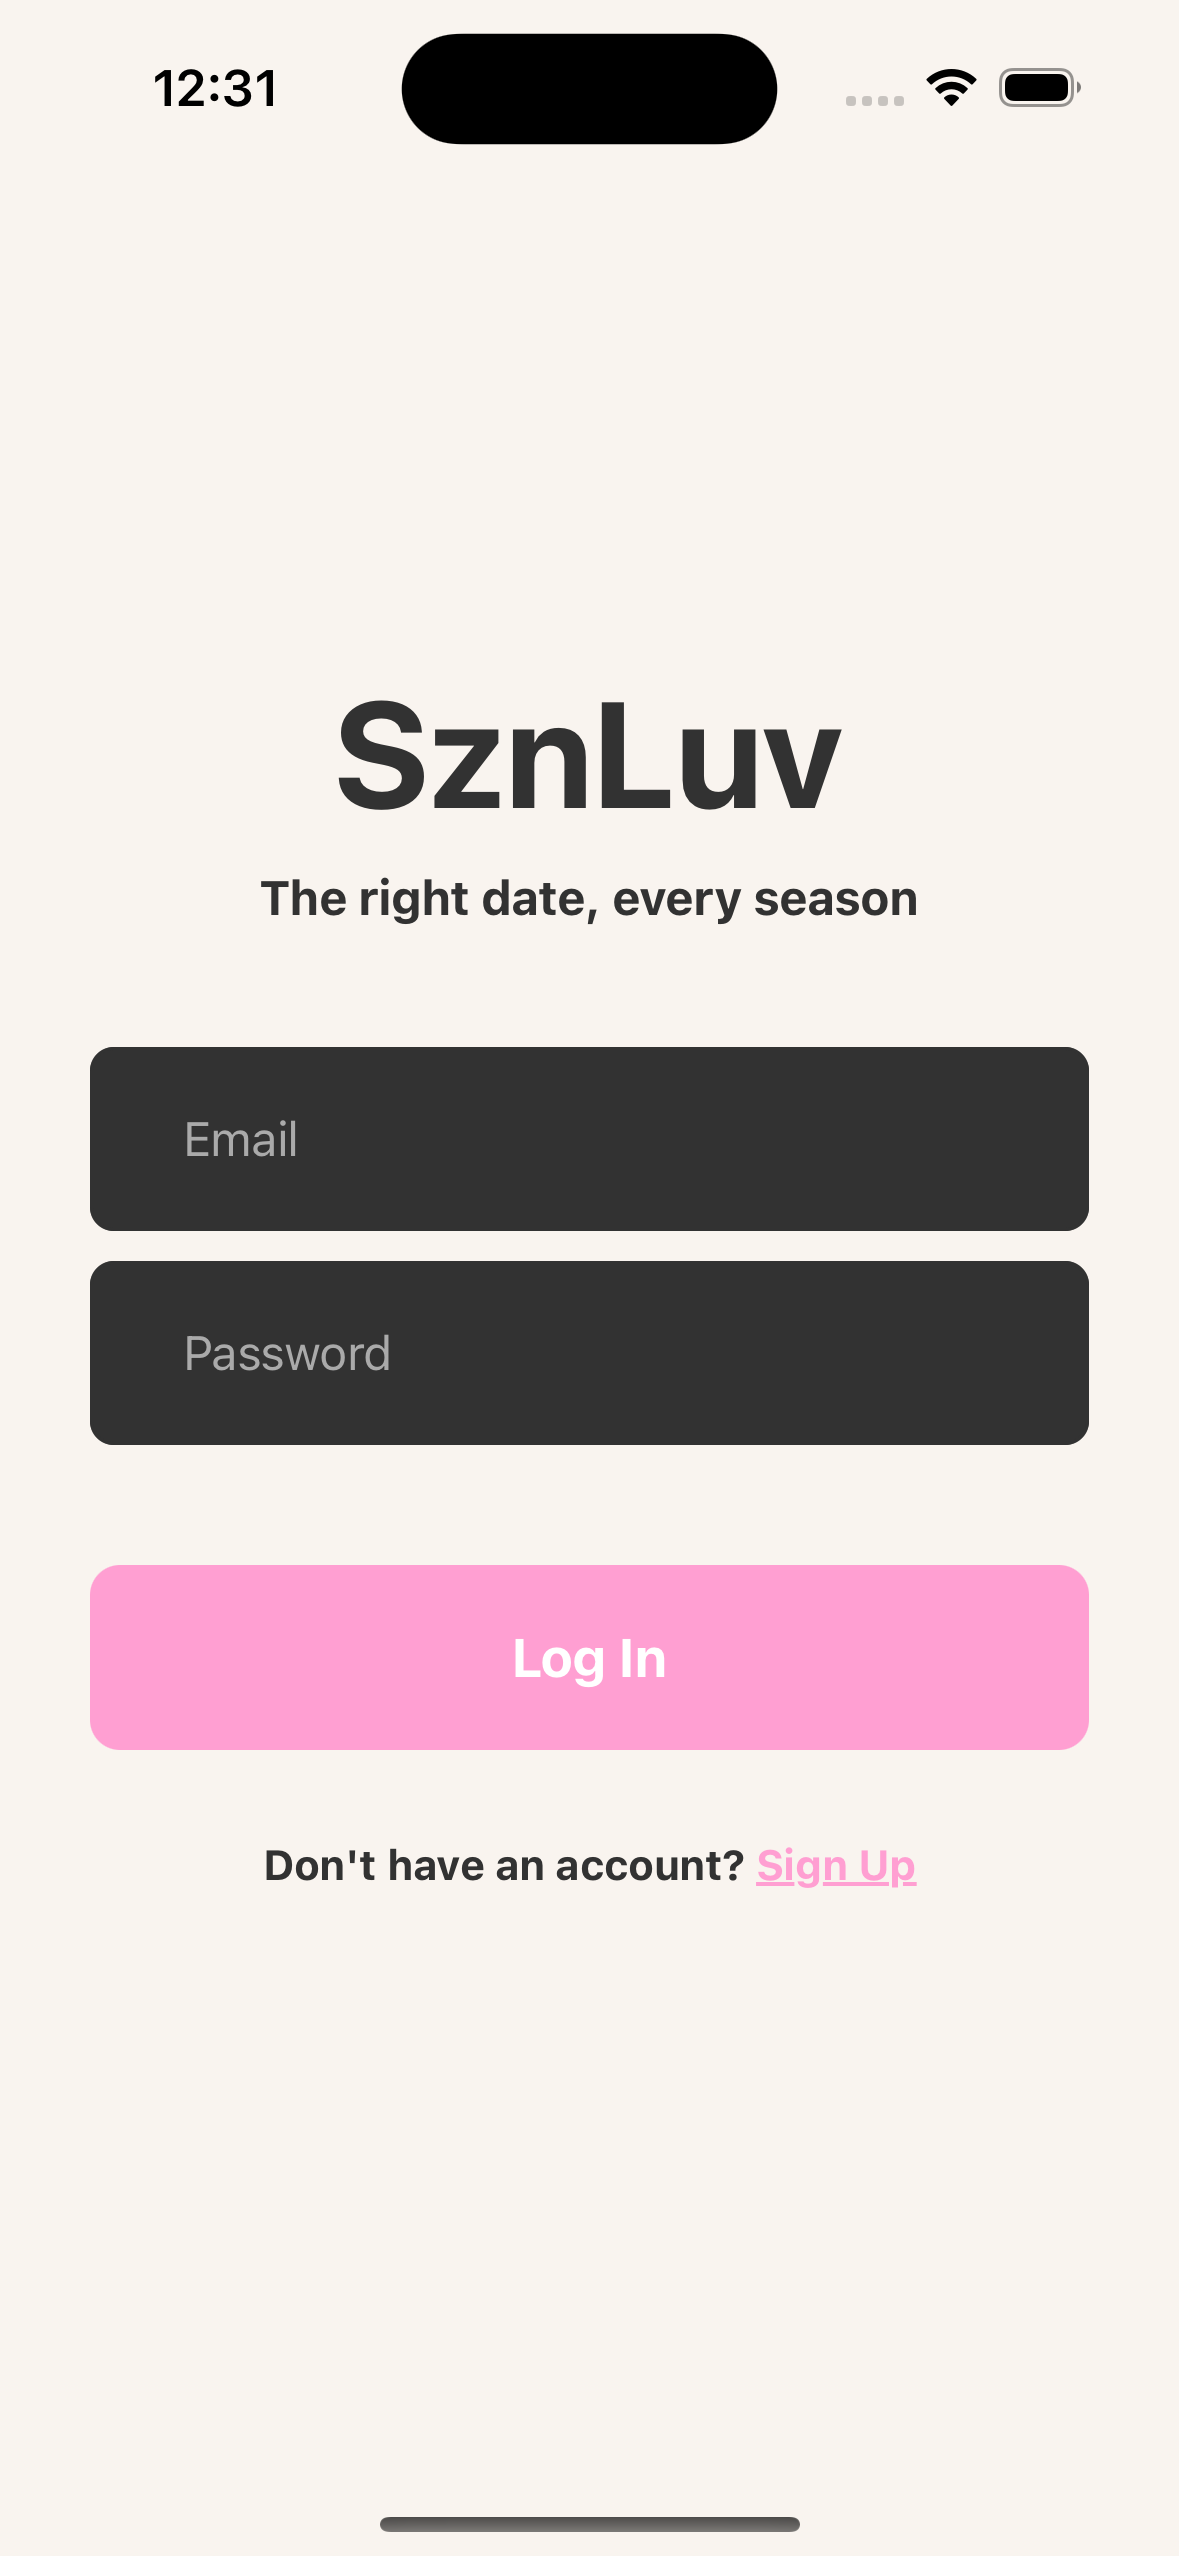 12:31
SznLuv
The right date, every season
Email
Password
Log In
Don't have an account? Sign Up